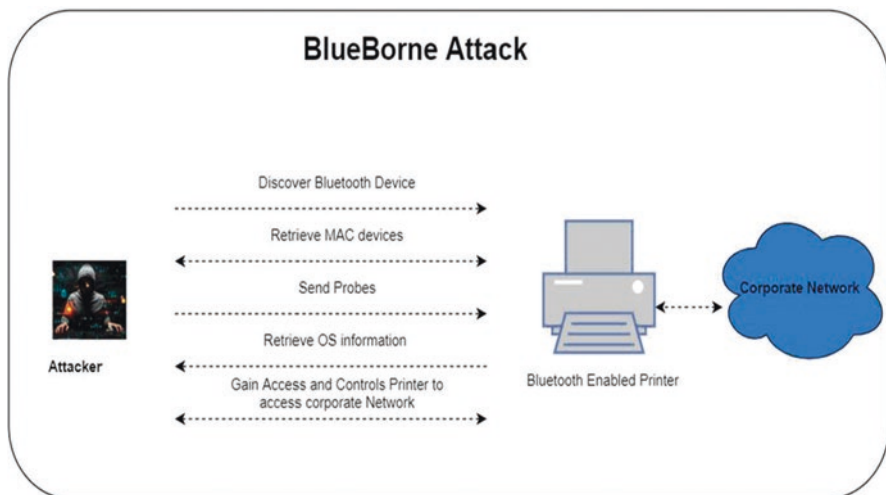 BlueBorne Attack
Discover Bluetooth Device
Retrieve MAC devices
Send Probes
Retrieve OS information
Gain Access and Controls Printer to
access corporate Network
Attacker
Bluetooth Enabled Printer
Corporate Network